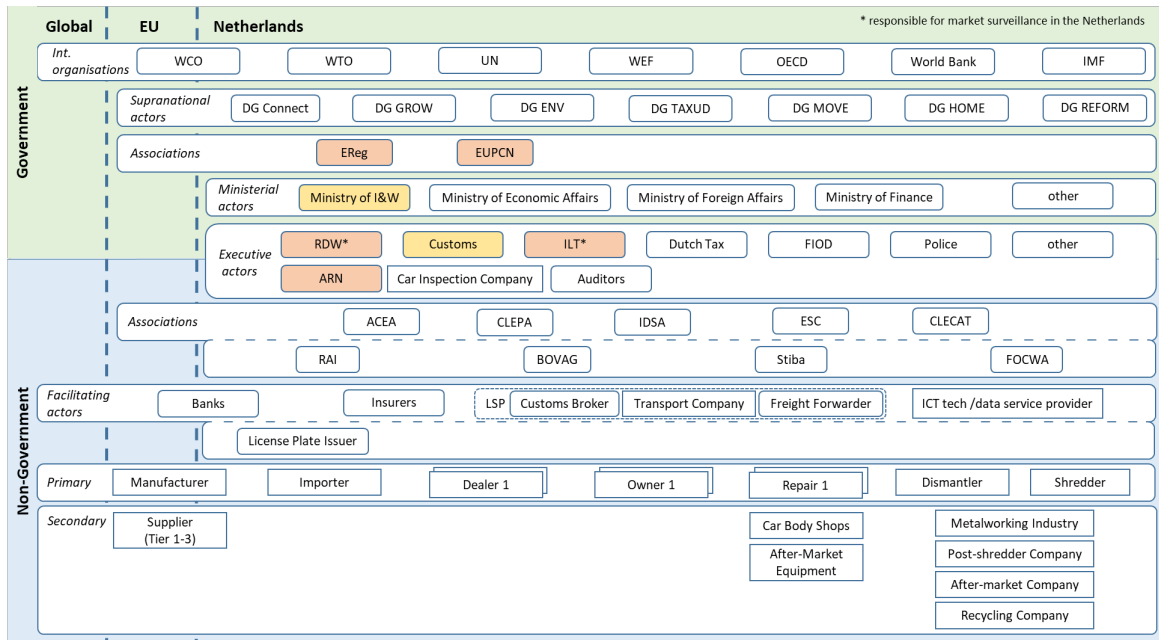 Global EU Netherlands * responsible for market surveillance in the Netherlands
Government
Int. organisations WCO WTO UN WEF OECD World Bank IMF
Supranational actors DG Connect DG GROW DG ENV DG TAXUD DG MOVE DG HOME DG REFORM
Associations EReg EUPCN
Ministerial actors Ministry of I&W Ministry of Economic Affairs Ministry of Foreign Affairs Ministry of Finance other
Executive actors RDW* Customs ILT* Dutch Tax FIOD Police other
ARN Car Inspection Company Auditors
Non-Government
Associations ACEA CLEPA IDSA ESC CLECAT
RAI BOVAG Stiba FOCWA
Facilitating actors Banks Insurers LSP Customs Broker Transport Company Freight Forwarder ICT tech /data service provider
License Plate Issuer
Primary Manufacturer Importer Dealer 1 Owner 1 Repair 1 Dismantler Shredder
Secondary Supplier (Tier 1-3) Car Body Shops Metalworking Industry
After-Market Equipment Post-shredder Company
After-market Company
Recycling Company